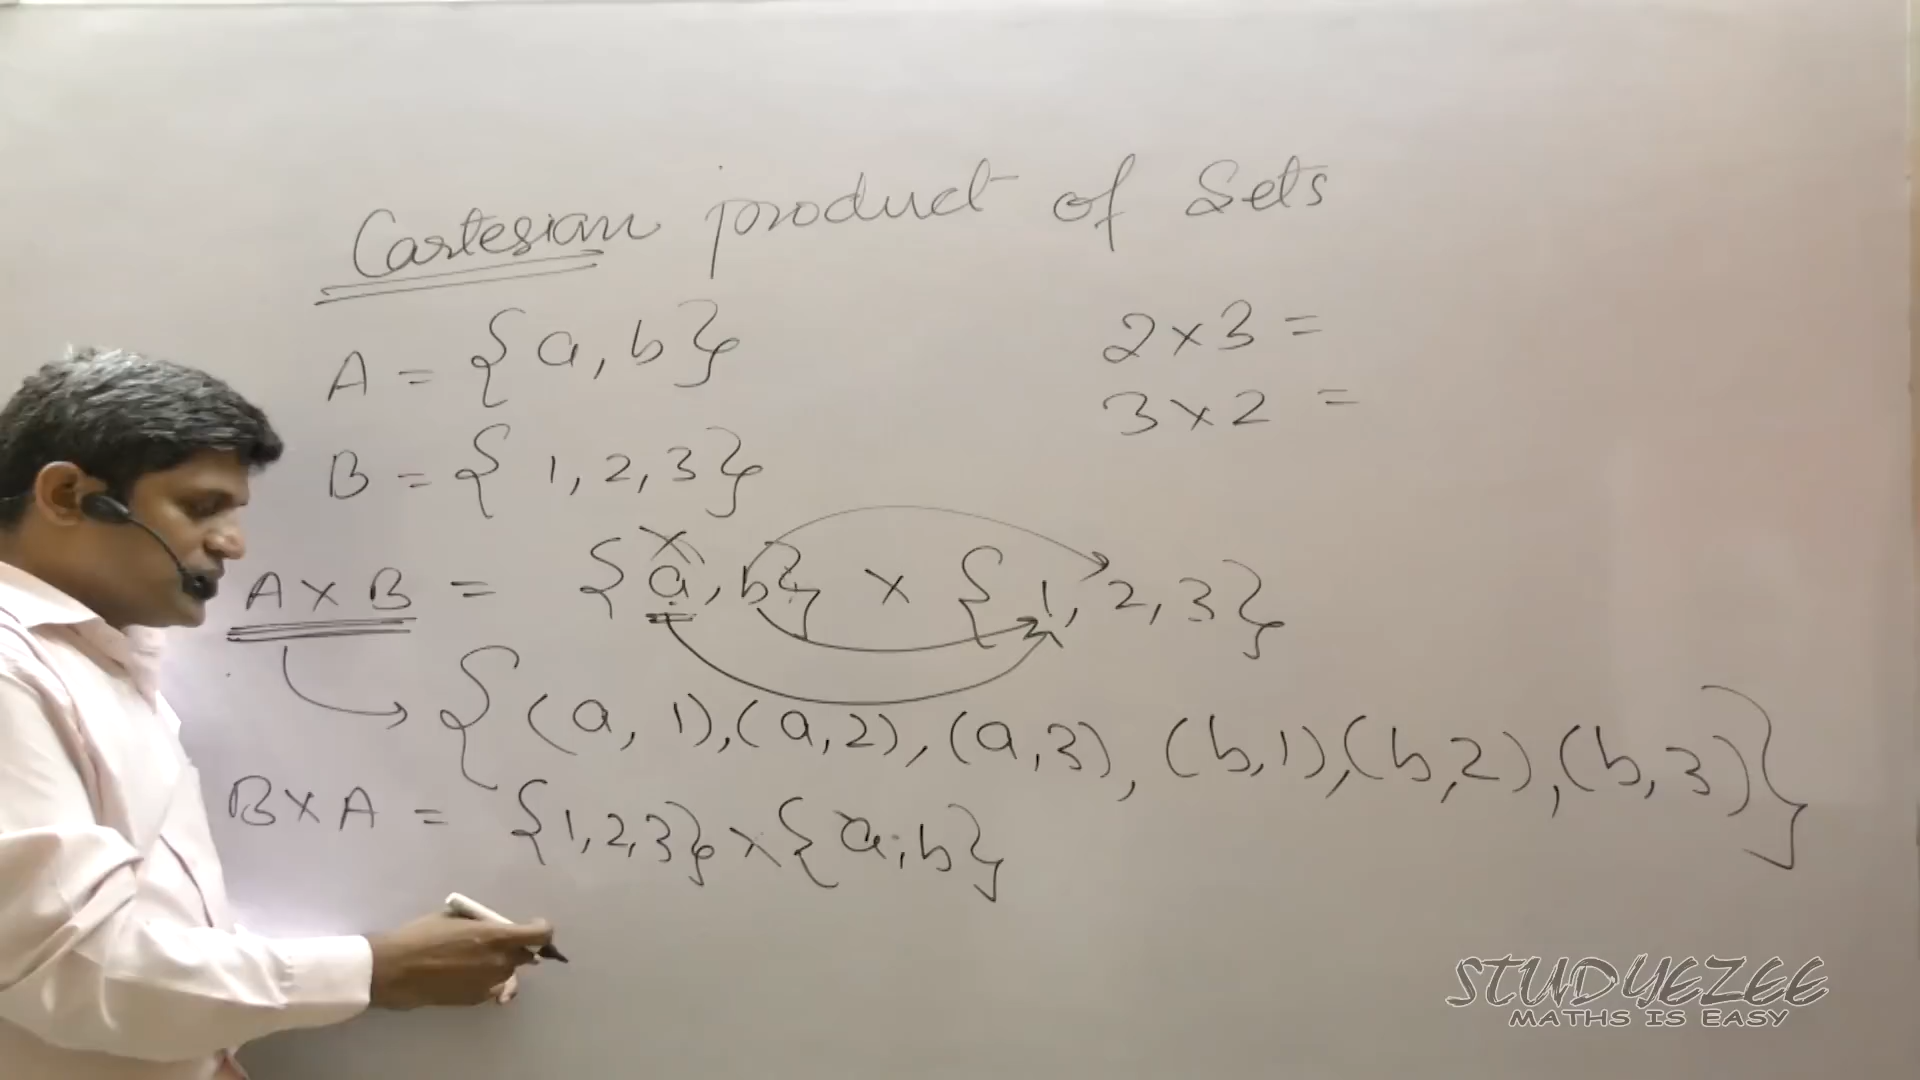 Cartesian product of Sets
A = {a, b}
2 x 3 =
B = {1, 2, 3}
3 x 2 =
A x B = {a, b} x {1, 2, 3}
{(a, 1), (a, 2), (a, 3), (b, 1), (b, 2), (b, 3)}
B x A = {1, 2, 3} x {a, b}
STUDYEZEE
MATHS IS EASY